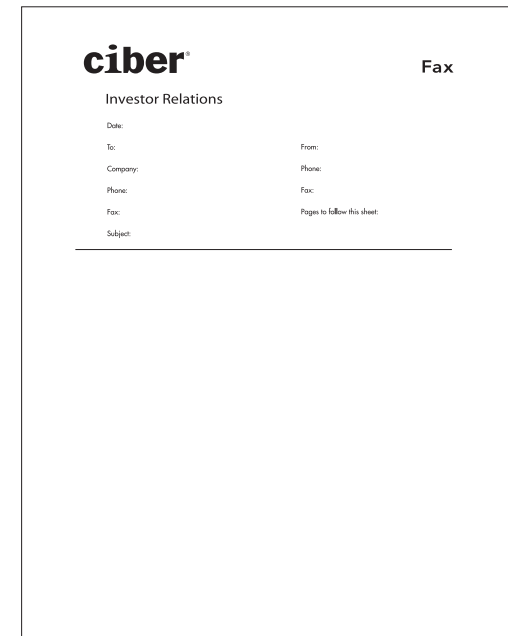 ciber®
Fax
Investor Relations
Date:
To: From:
Company: Phone:
Phone: Fax:
Fax: Pages to follow this sheet:
Subject: